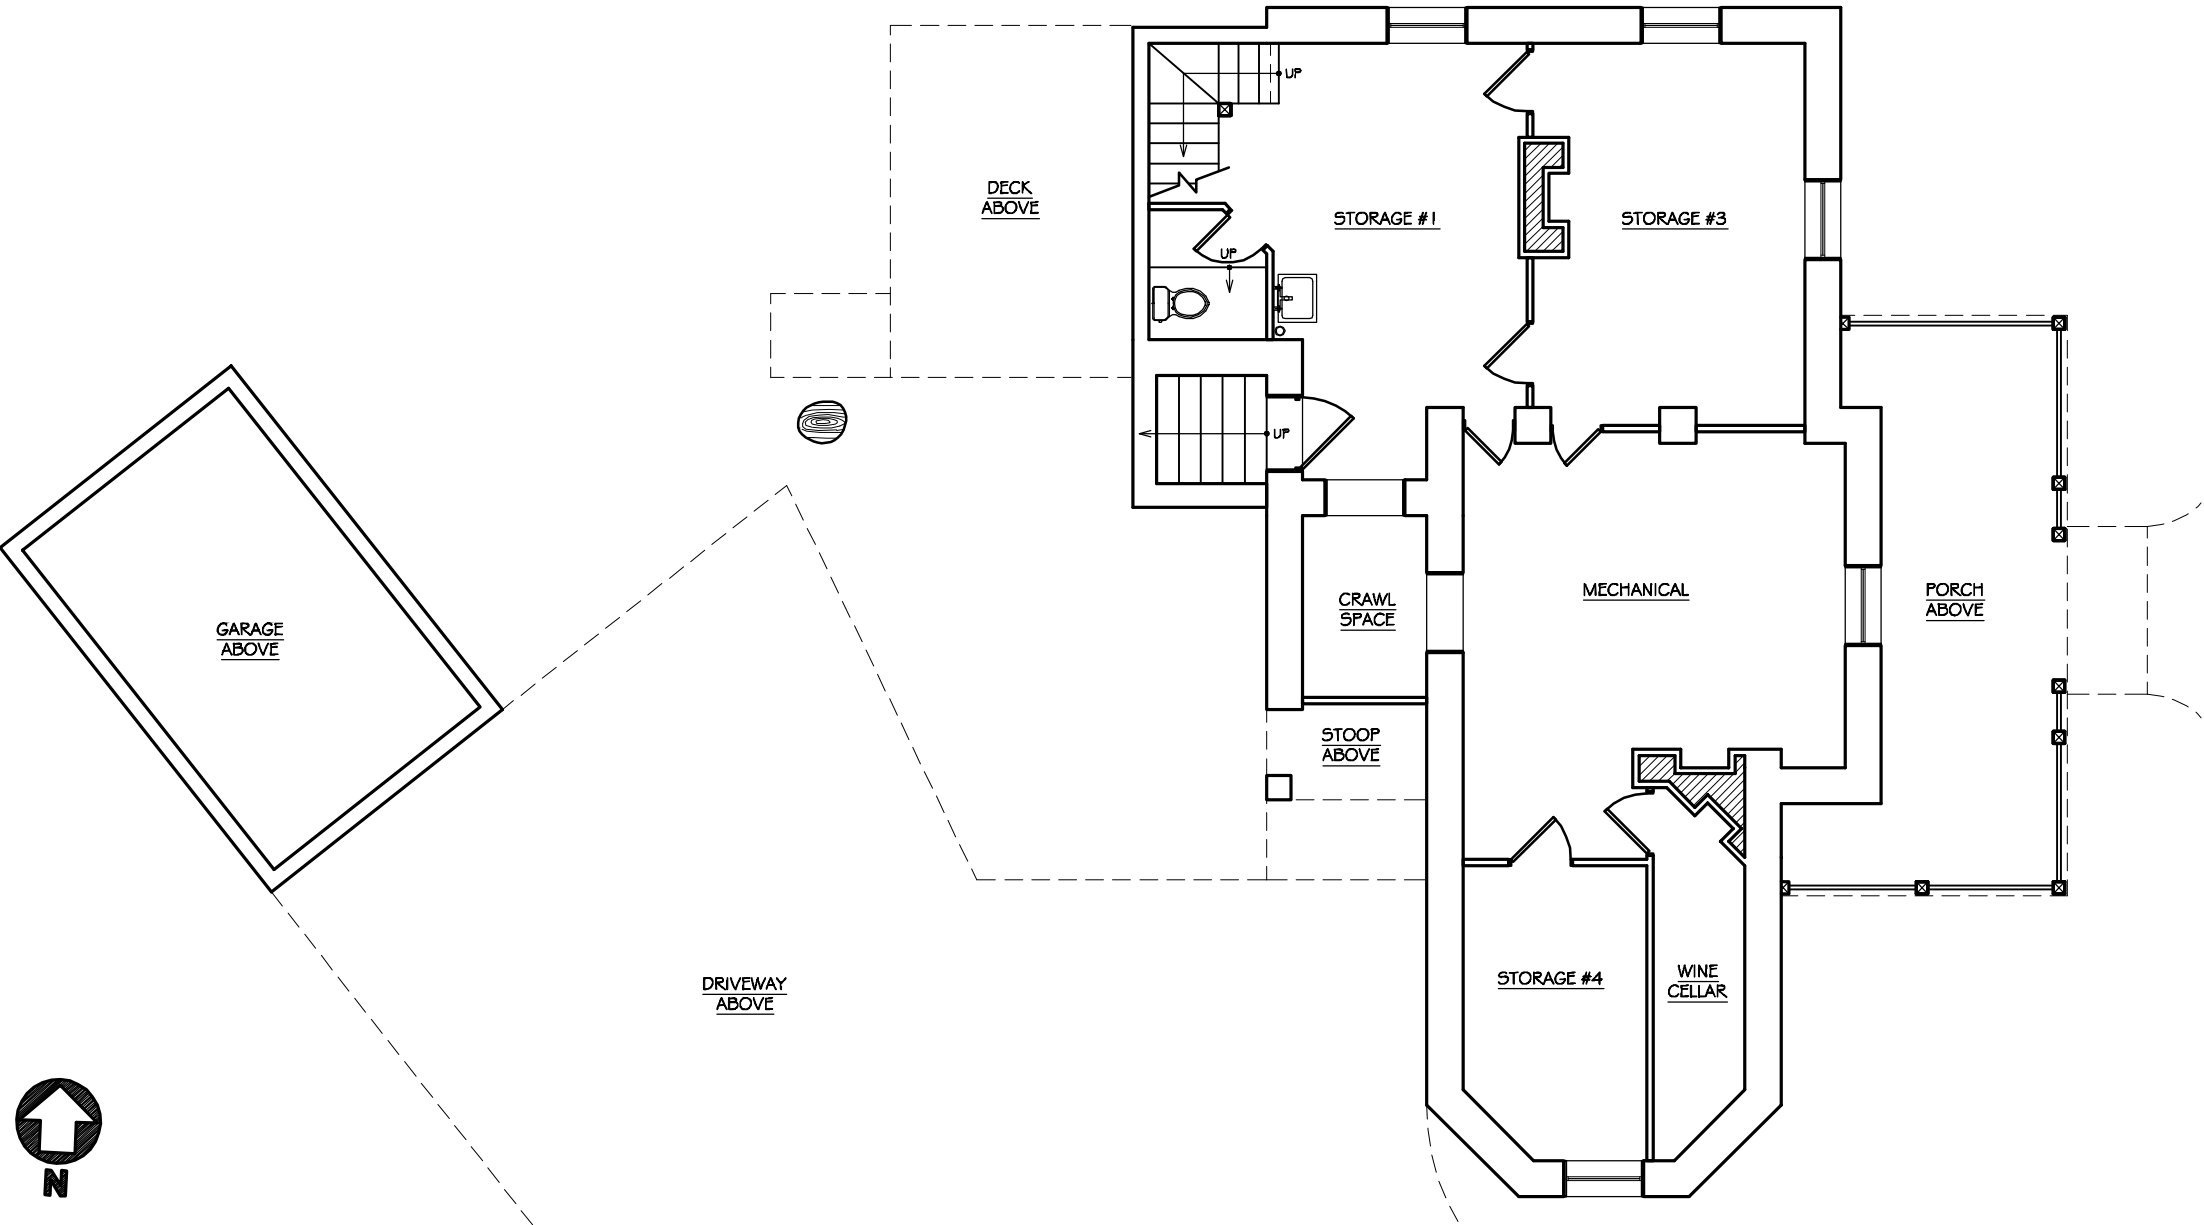 UP
DECK
ABOVE
STORAGE #1
STORAGE #3
UP
UP
MECHANICAL
CRAWL
SPACE
PORCH
ABOVE
GARAGE
ABOVE
STOOP
ABOVE
STORAGE #4
WINE
CELLAR
DRIVEWAY
ABOVE
N